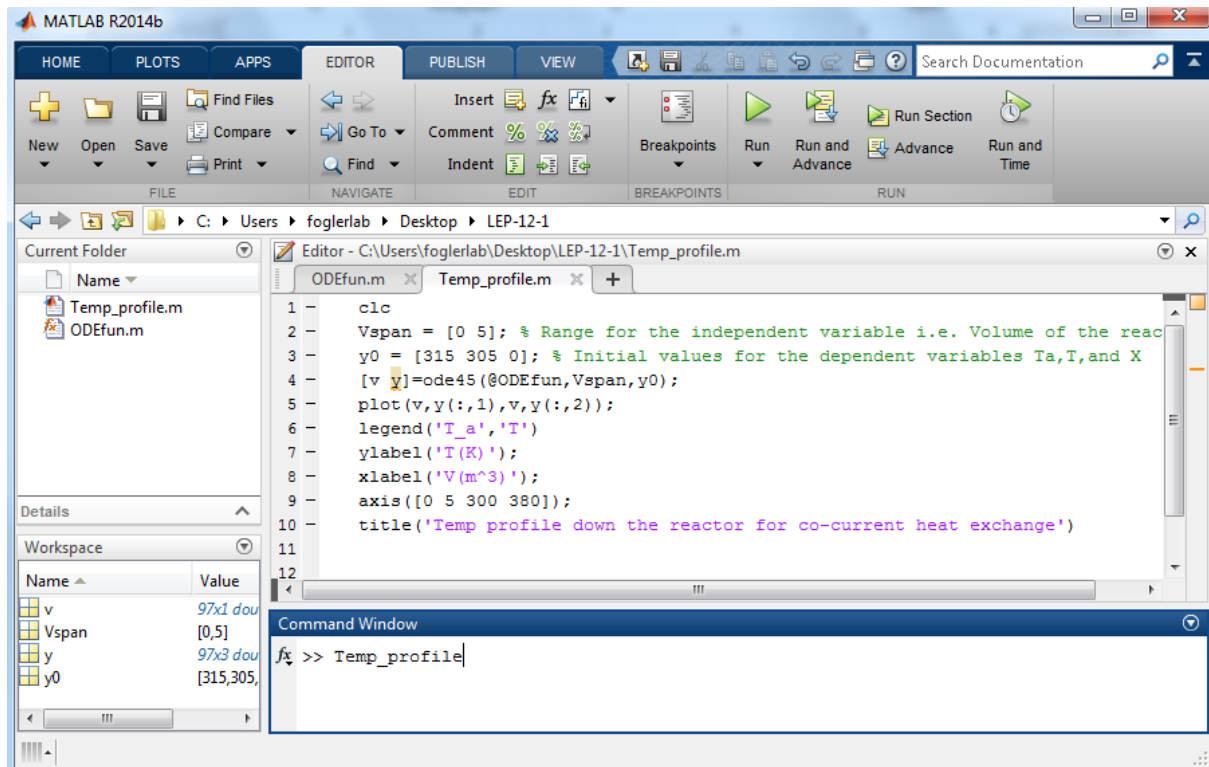 MATLAB R2014b
HOME PLOTS APPS EDITOR PUBLISH VIEW Search Documentation
New Open Save Find Files Compare Print
FILE
Go To Find
NAVIGATE
Insert fx fi
Comment %
Indent
EDIT
Breakpoints
BREAKPOINTS
Run Run and Advance Run Section Advance Run and Time
RUN
C: Users foglerlab Desktop LEP-12-1
Current Folder
Name
Temp_profile.m
ODEfun.m
Details
Workspace
Name Value
v 97x1 dou
Vspan [0,5]
y 97x3 dou
y0 [315,305,
Editor - C:\Users\foglerlab\Desktop\LEP-12-1\Temp_profile.m
ODEfun.m Temp_profile.m +
1 - clc
2 - Vspan = [0 5]; % Range for the independent variable i.e. Volume of the reac
3 - y0 = [315 305 0]; % Initial values for the dependent variables Ta,T,and X
4 - [v y]=ode45(@ODEfun,Vspan,y0);
5 - plot(v,y(:,1),v,y(:,2));
6 - legend('T_a','T')
7 - ylabel('T(K)');
8 - xlabel('V(m^3)');
9 - axis([0 5 300 380]);
10 - title('Temp profile down the reactor for co-current heat exchange')
11
12
Command Window
fx >> Temp_profile